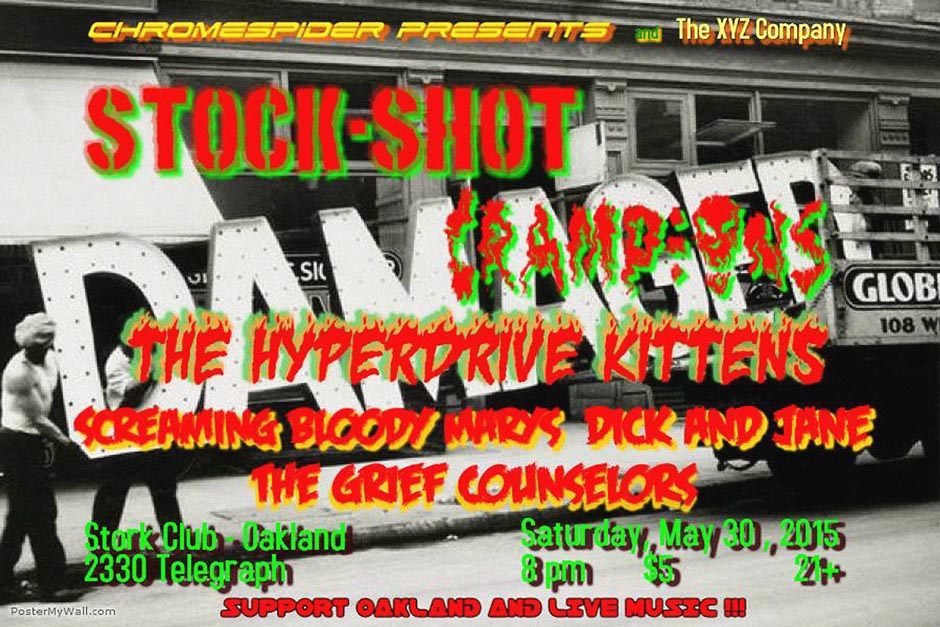 CHROMESPIDER PRESENTS and The XYZ Company
STOCK-SHOT
CRAMP:ONS
DAMAGED
THE HYPERDRIVE KITTENS
GLOB
108 W
SCREAMING BLOODY MARYS DICK AND JANE
THE GRIEF COUNSELORS
Stork Club - Oakland
2330 Telegraph
Saturday, May 30, 2015
8 pm $5 21+
SUPPORT OAKLAND AND LIVE MUSIC !!!
PosterMyWall.com